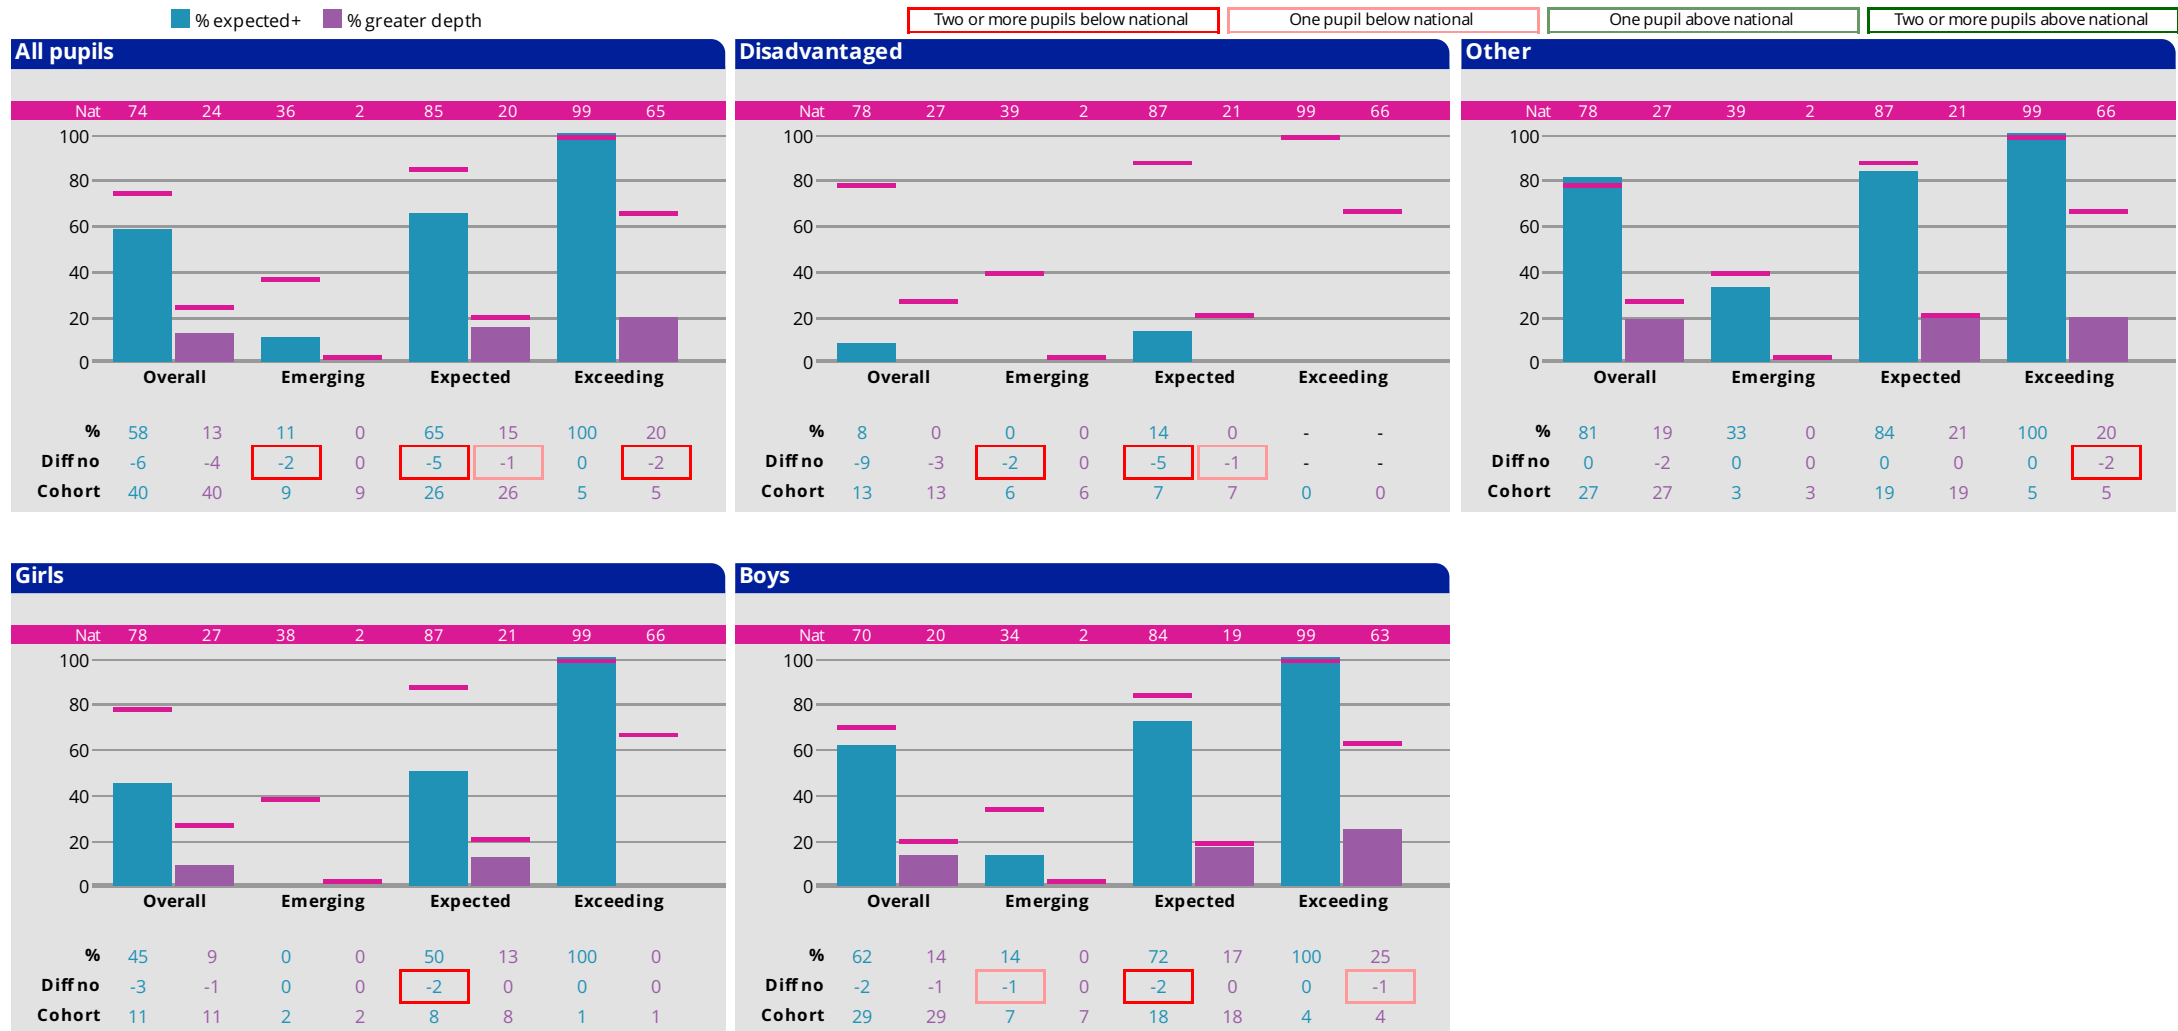 % expected+ % greater depth Two or more pupils below national One pupil below national One pupil above national Two or more pupils above national
All pupils
Nat 74 24 36 2 85 20 99 65
100
80
60
40
20
0
Overall Emerging Expected Exceeding
% 58 13 11 0 65 15 100 20
Diff no -6 -4 -2 0 -5 -1 0 -2
Cohort 40 40 9 9 26 26 5 5
Disadvantaged
Nat 78 27 39 2 87 21 99 66
100
80
60
40
20
0
Overall Emerging Expected Exceeding
% 8 0 0 0 14 0 - -
Diff no -9 -3 -2 0 -5 -1 - -
Cohort 13 13 6 6 7 7 0 0
Other
Nat 78 27 39 2 87 21 99 66
100
80
60
40
20
0
Overall Emerging Expected Exceeding
% 81 19 33 0 84 21 100 20
Diff no 0 -2 0 0 0 0 0 -2
Cohort 27 27 3 3 19 19 5 5
Girls
Nat 78 27 38 2 87 21 99 66
100
80
60
40
20
0
Overall Emerging Expected Exceeding
% 45 9 0 0 50 13 100 0
Diff no -3 -1 0 0 -2 0 0 0
Cohort 11 11 2 2 8 8 1 1
Boys
Nat 70 20 34 2 84 19 99 63
100
80
60
40
20
0
Overall Emerging Expected Exceeding
% 62 14 14 0 72 17 100 25
Diff no -2 -1 -1 0 -2 0 0 -1
Cohort 29 29 7 7 18 18 4 4